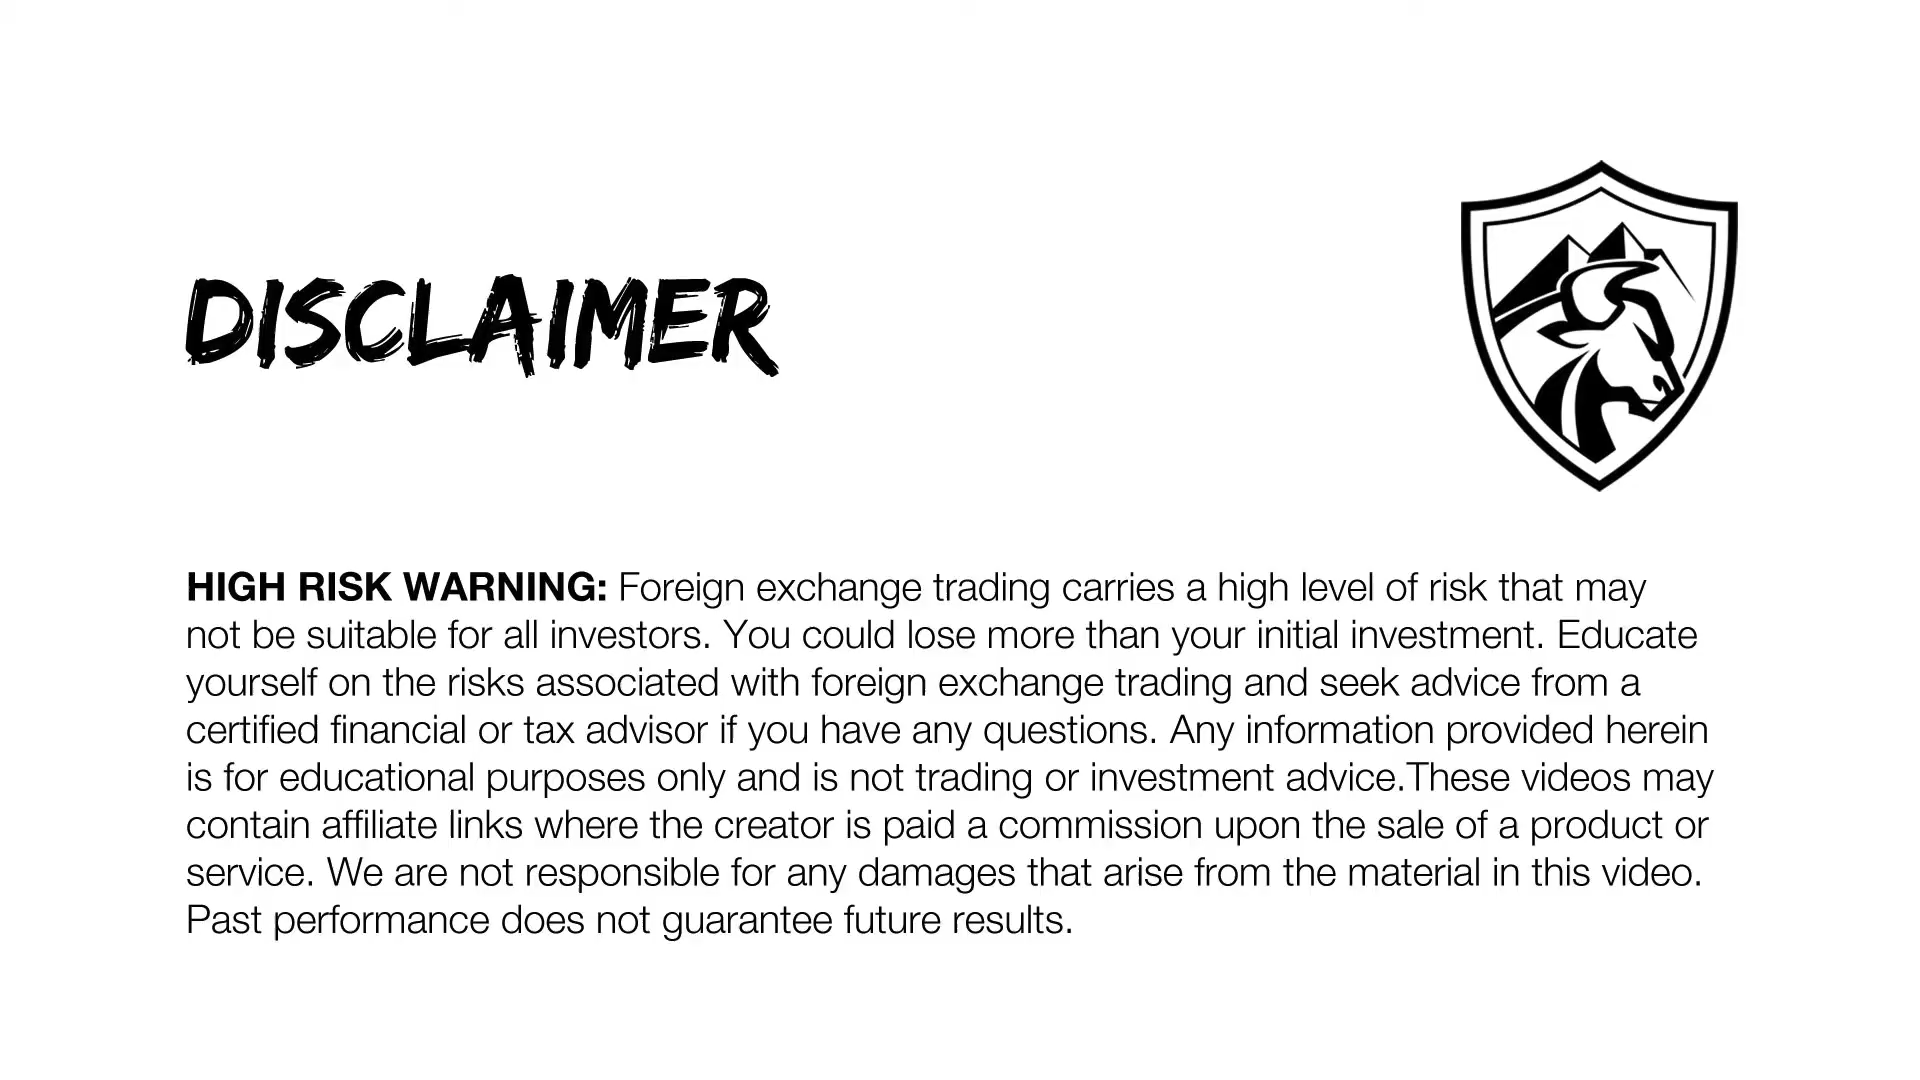 DISCLAIMER
HIGH RISK WARNING: Foreign exchange trading carries a high level of risk that may
not be suitable for all investors. You could lose more than your initial investment. Educate
yourself on the risks associated with foreign exchange trading and seek advice from a
certified financial or tax advisor if you have any questions. Any information provided herein
is for educational purposes only and is not trading or investment advice.These videos may
contain affiliate links where the creator is paid a commission upon the sale of a product or
service. We are not responsible for any damages that arise from the material in this video.
Past performance does not guarantee future results.